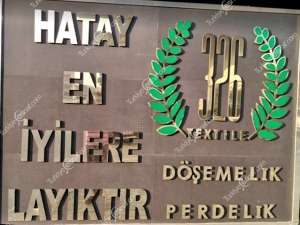 HATAY
EN
İYİLERE
LAYIKTIR
326
TEXTILE
DÖŞEMELİK
PERDELİK